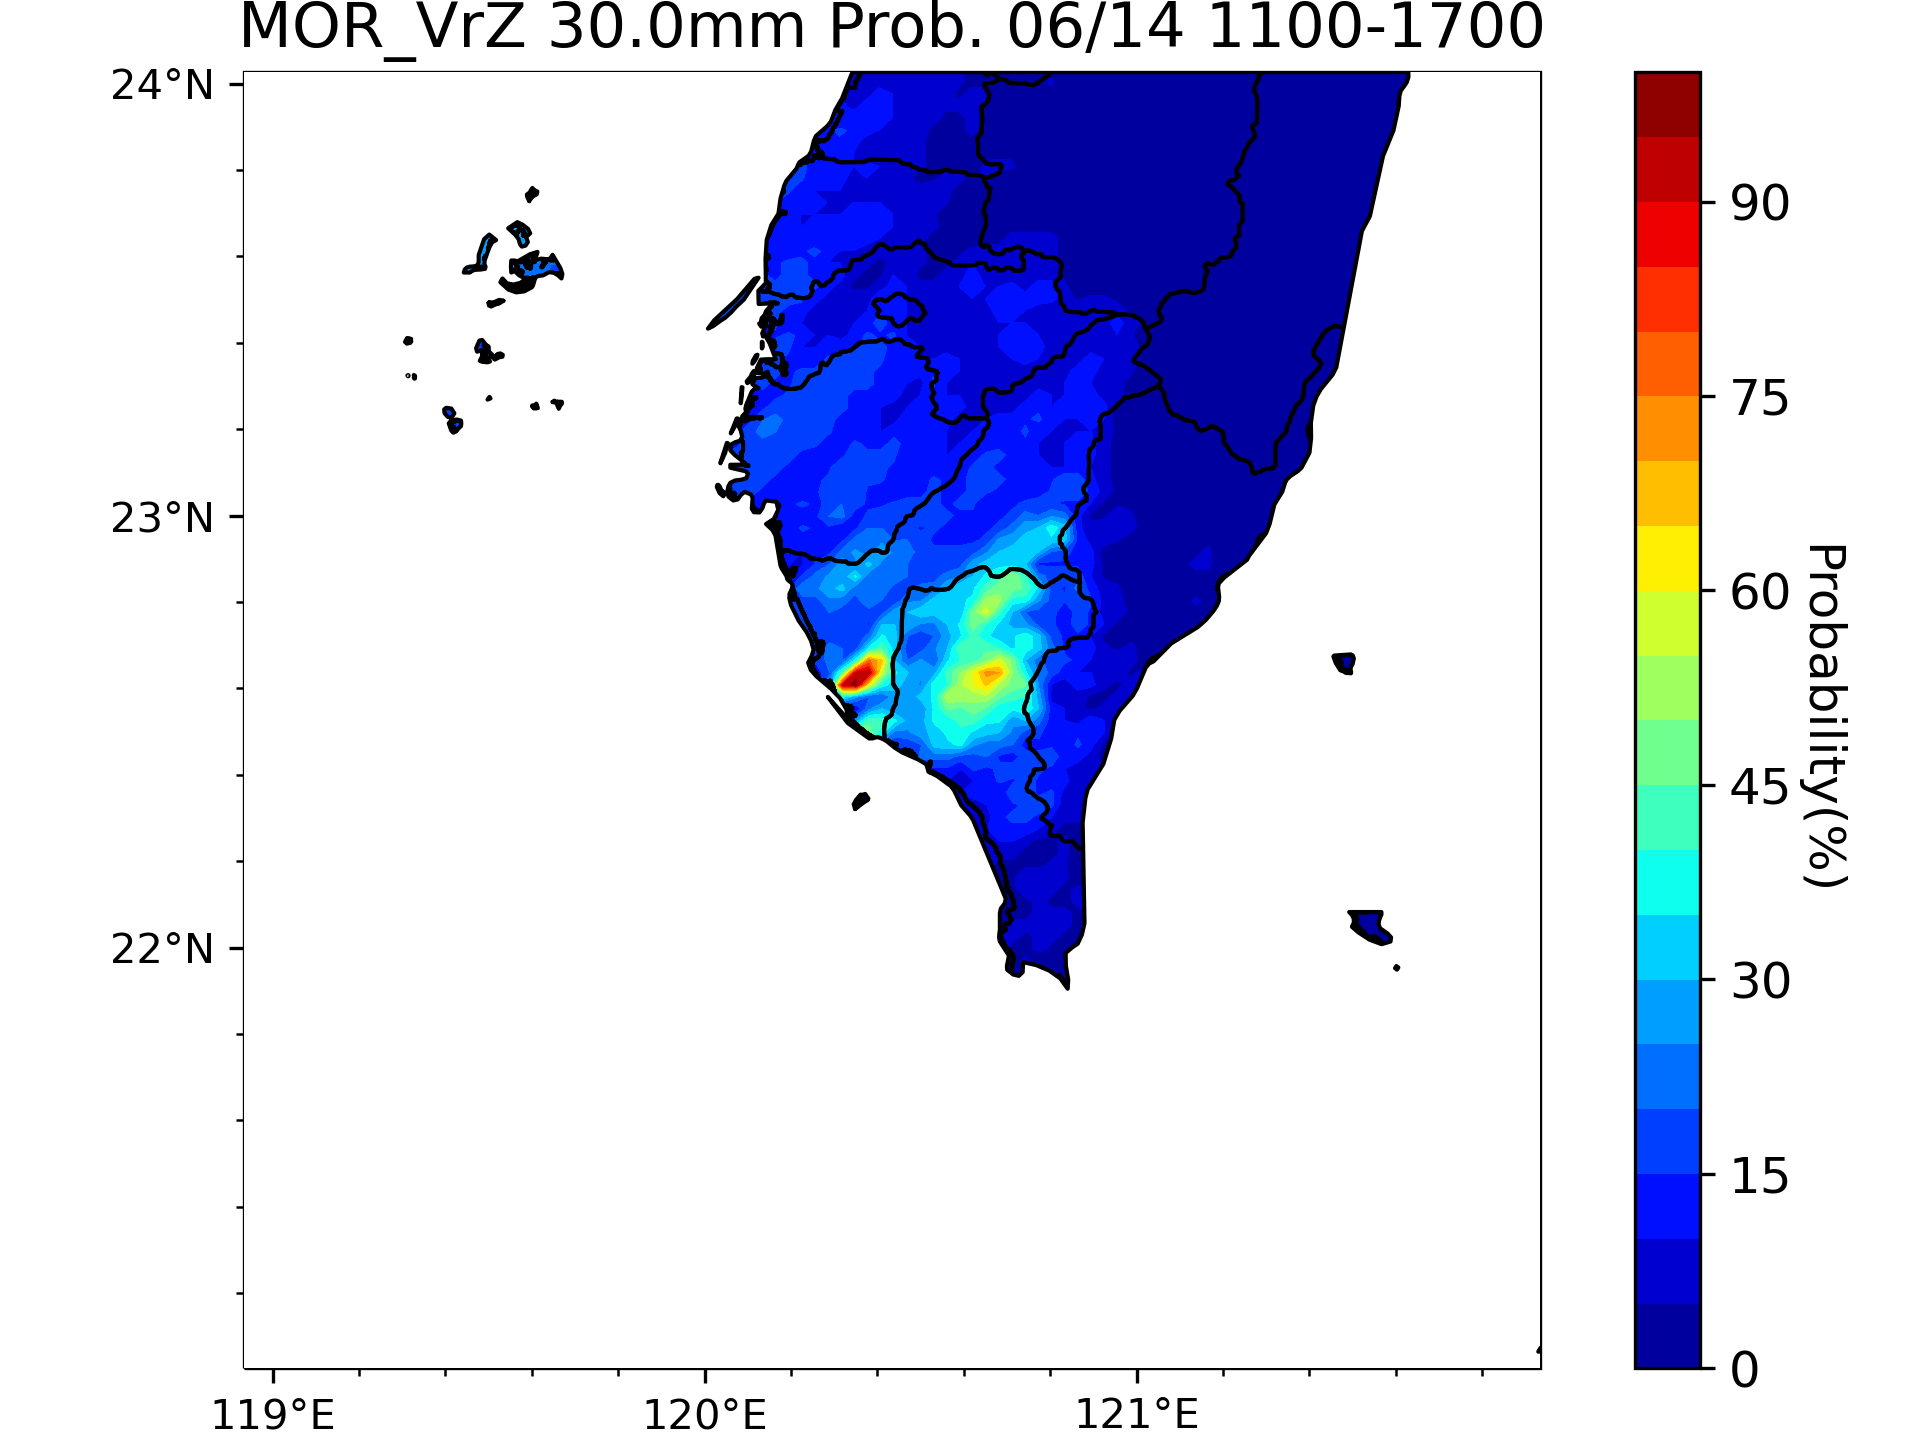 MOR_VrZ 30.0mm Prob. 06/14 1100-1700
24°N
23°N
22°N
119°E
120°E
121°E
90
75
60
45
30
15
0
Probability(%)